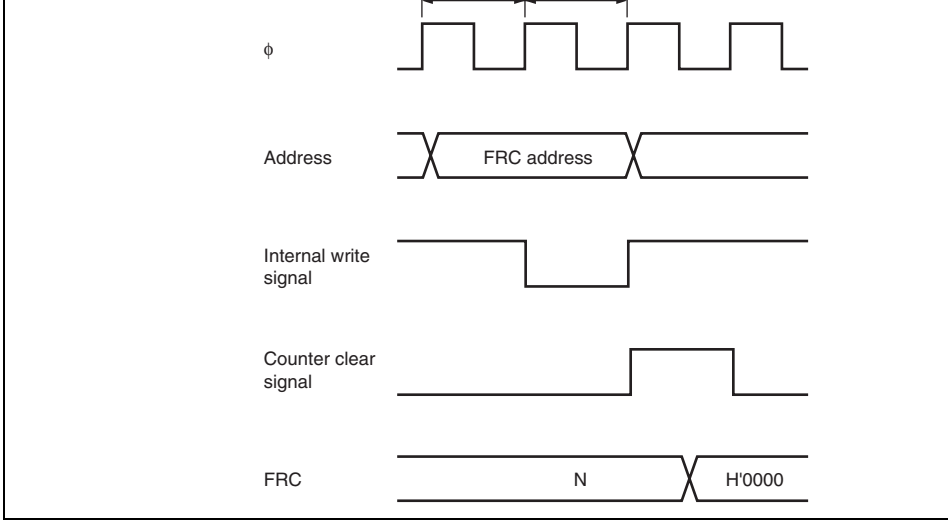 ϕ
Address
FRC address
Internal write
signal
Counter clear
signal
FRC
N
H'0000